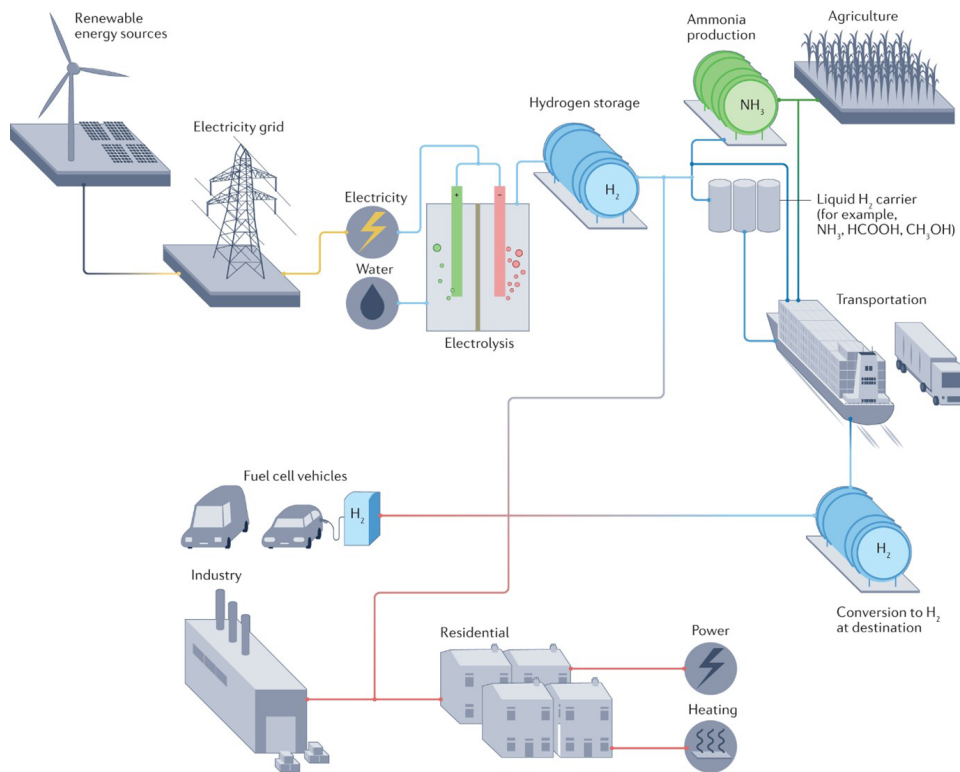 Renewable
energy sources
Electricity grid
Electricity
Water
+
−
Electrolysis
Hydrogen storage
H₂
Ammonia
production
NH₃
Agriculture
Liquid H₂ carrier
(for example,
NH₃, HCOOH, CH₃OH)
Transportation
Fuel cell vehicles
H₂
H₂
Conversion to H₂
at destination
Industry
Residential
Power
Heating